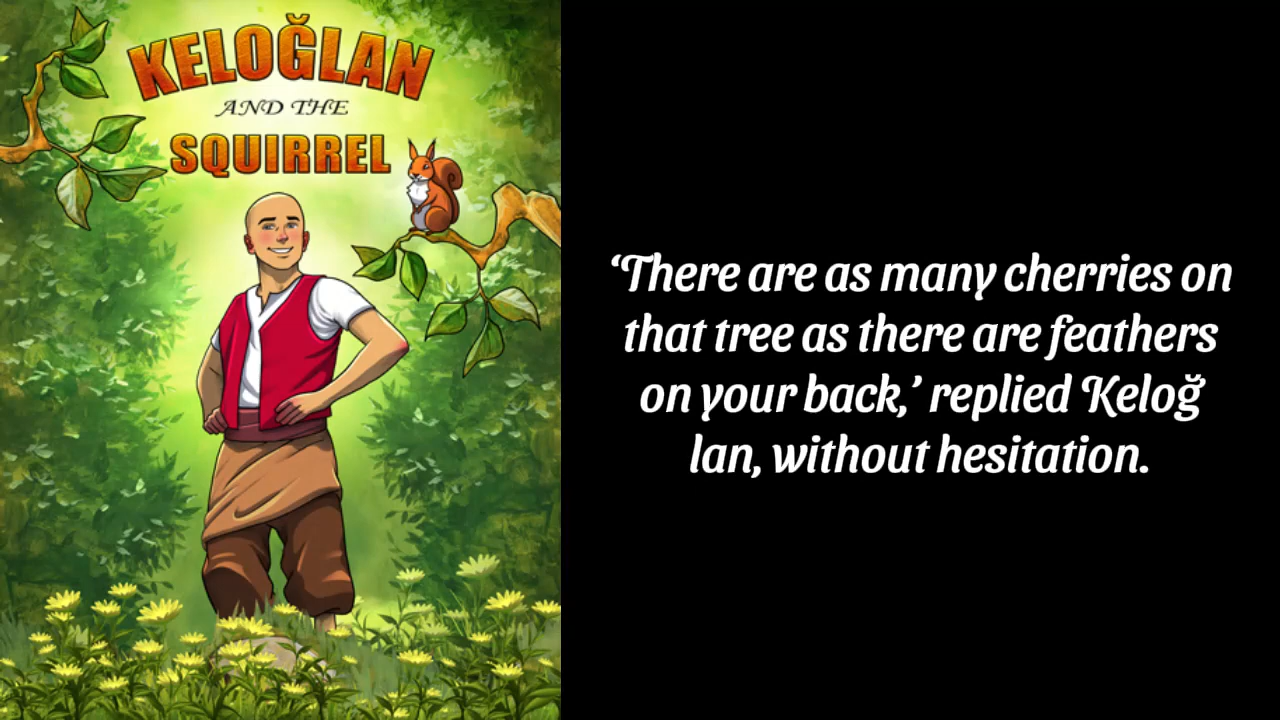 KELOĞLAN
AND THE
SQUIRREL
‘There are as many cherries on
that tree as there are feathers
on your back,’ replied Keloğ
lan, without hesitation.